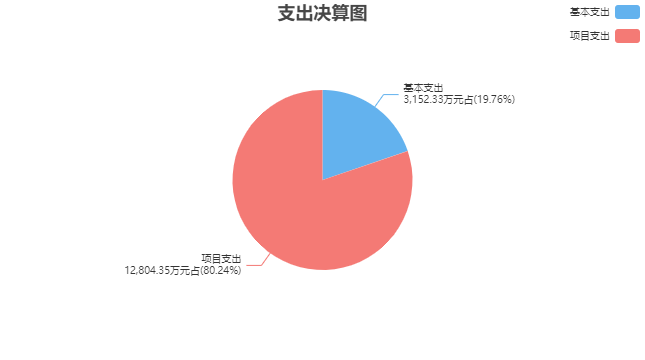 支出决算图
基本支出
项目支出
基本支出
3,152.33万元占(19.76%)
项目支出
12,804.35万元占(80.24%)